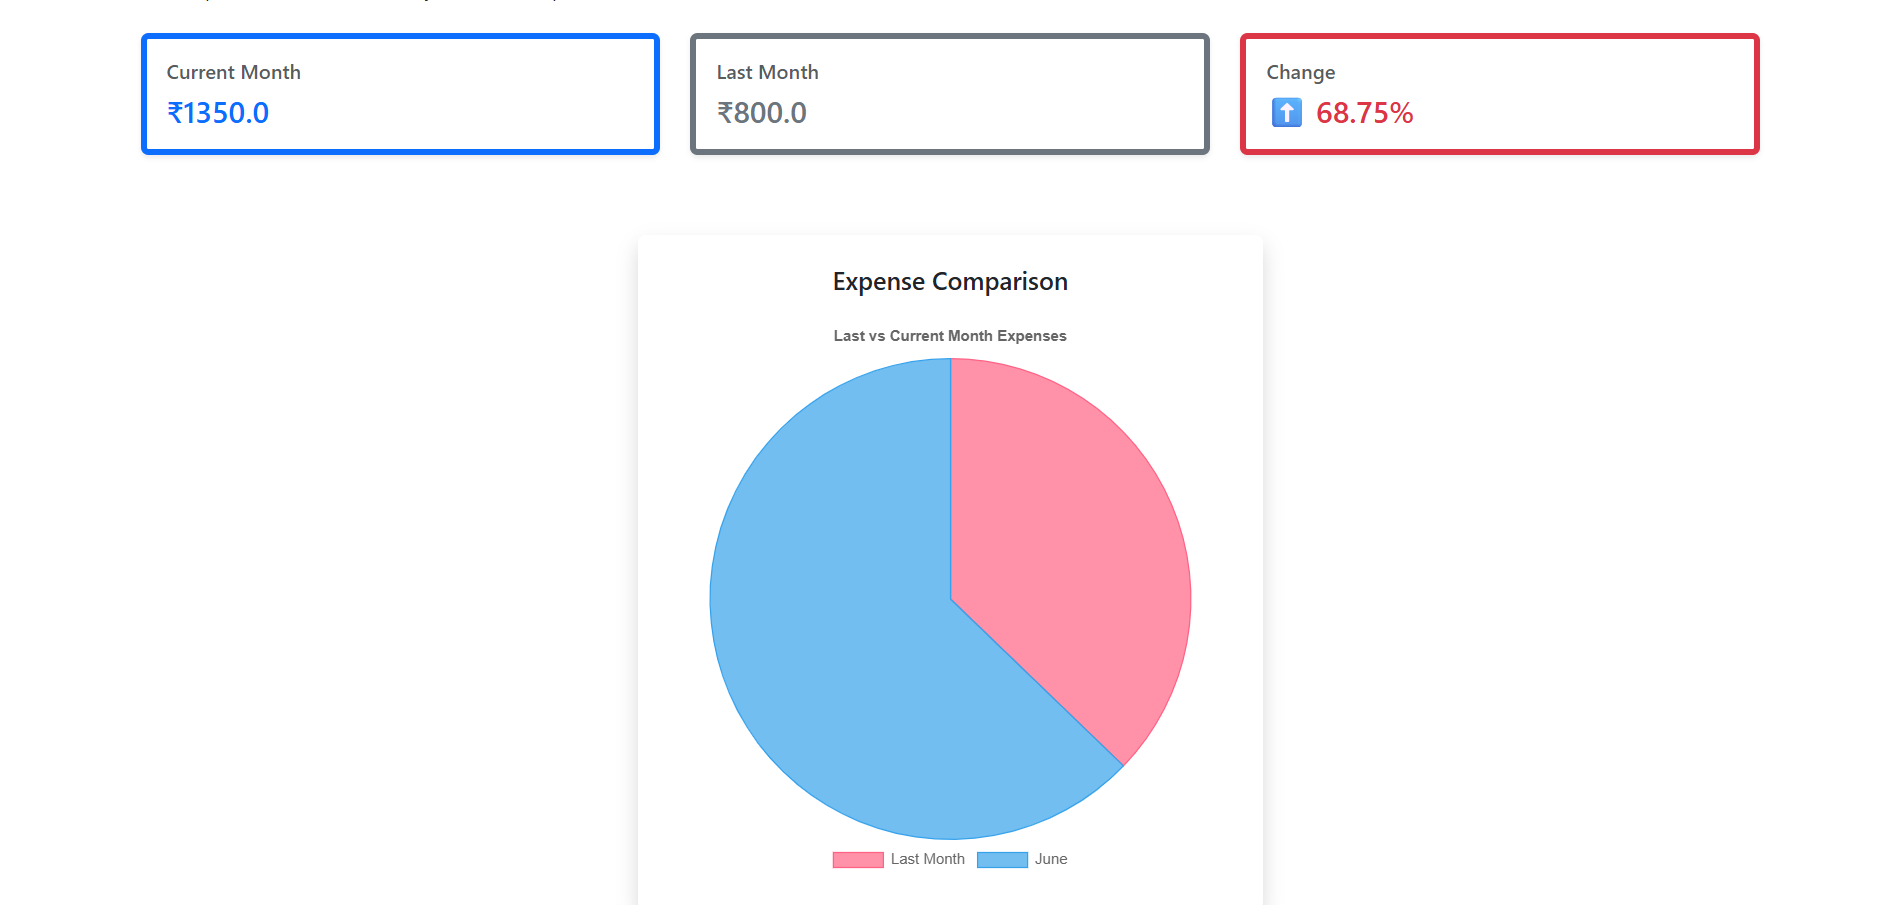 Current Month
₹1350.0
Last Month
₹800.0
Change
⬆️ 68.75%
Expense Comparison
Last vs Current Month Expenses
Last Month
June